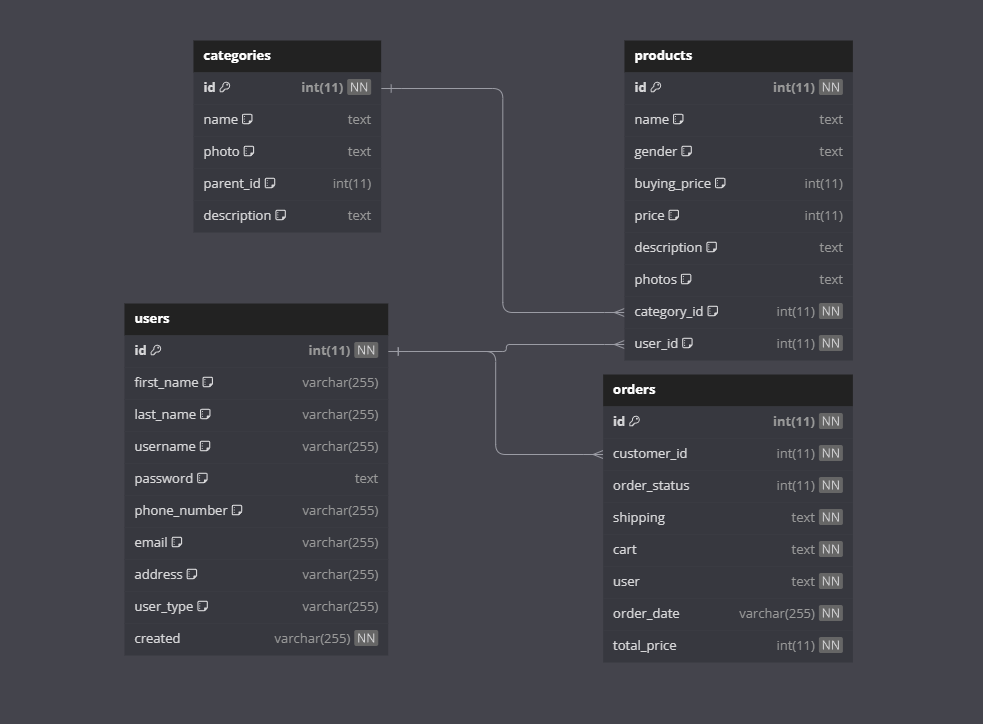 categories
id int(11) NN
name text
photo text
parent_id int(11)
description text
products
id int(11) NN
name text
gender text
buying_price int(11)
price int(11)
description text
photos text
category_id int(11) NN
user_id int(11) NN
users
id int(11) NN
first_name varchar(255)
last_name varchar(255)
username varchar(255)
password text
phone_number varchar(255)
email varchar(255)
address varchar(255)
user_type varchar(255)
created varchar(255) NN
orders
id int(11) NN
customer_id int(11) NN
order_status int(11) NN
shipping text NN
cart text NN
user text NN
order_date varchar(255) NN
total_price int(11) NN